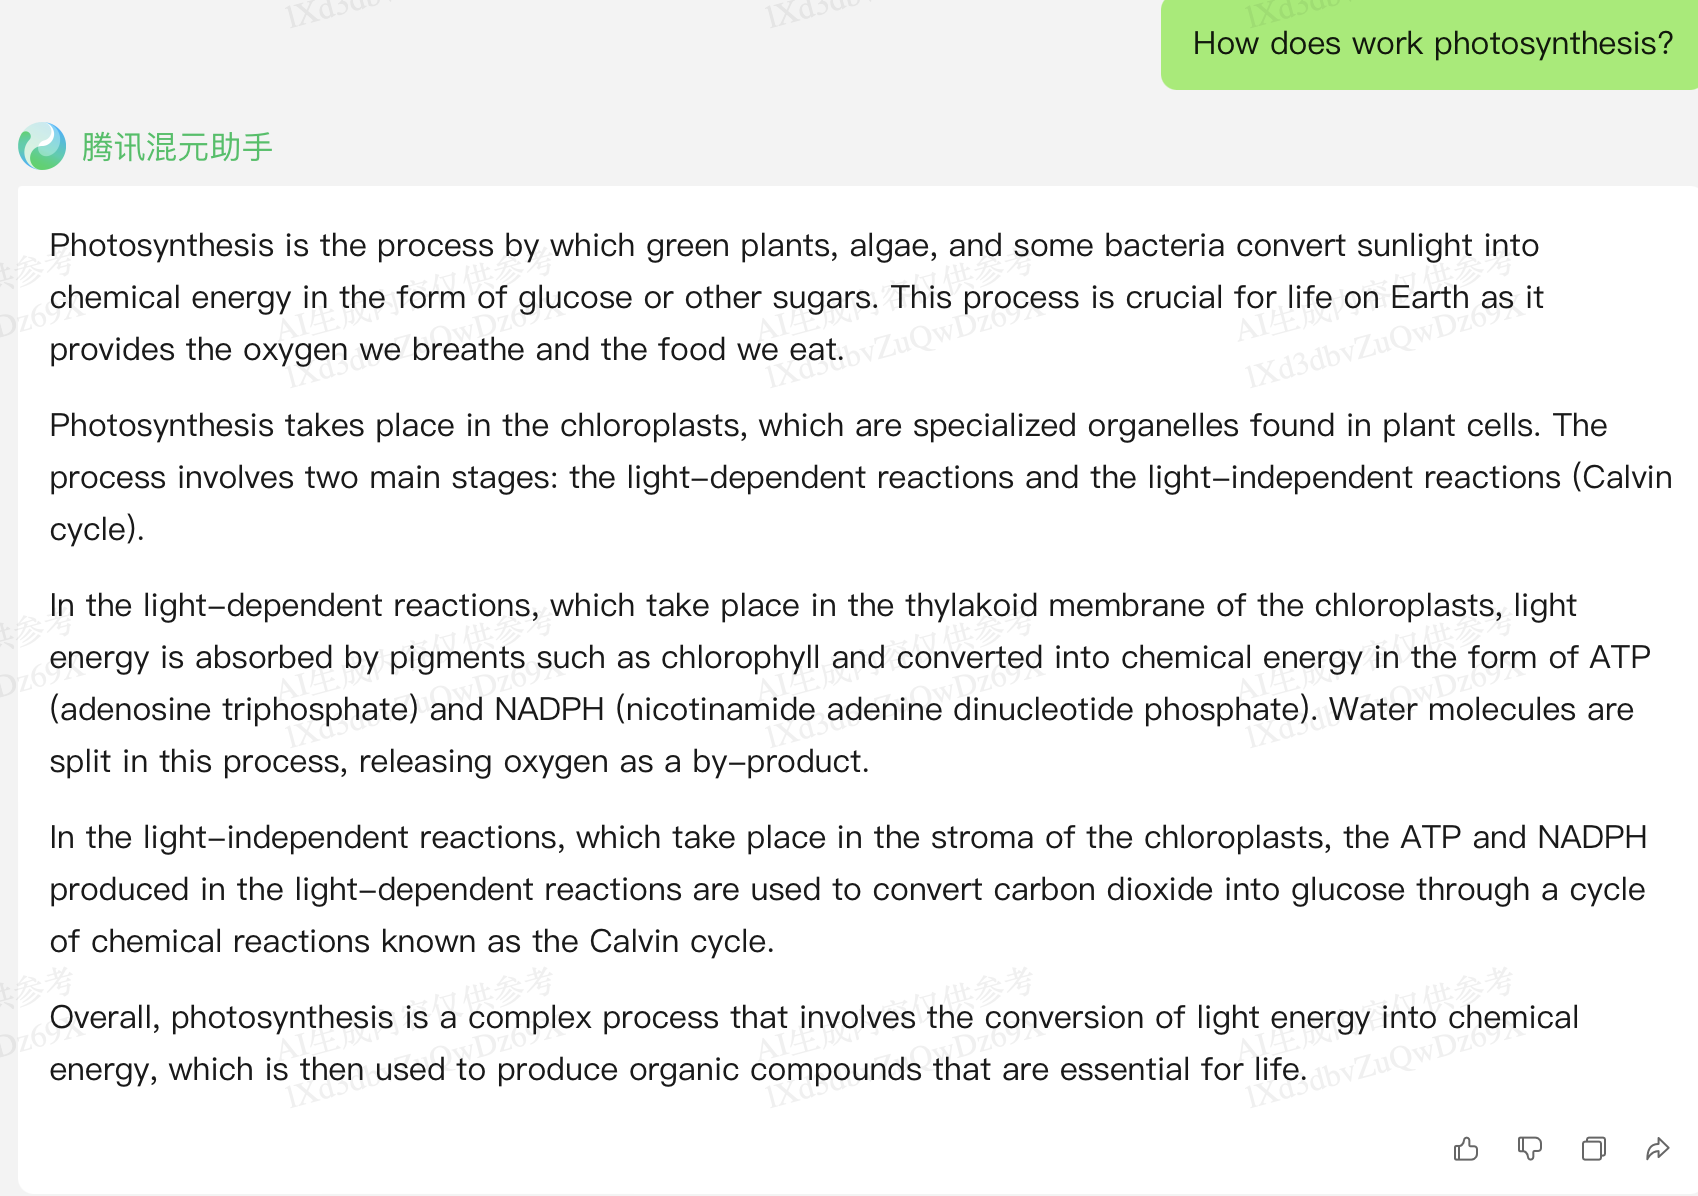 How does work photosynthesis?
腾讯混元助手
Photosynthesis is the process by which green plants, algae, and some bacteria convert sunlight into
chemical energy in the form of glucose or other sugars. This process is crucial for life on Earth as it
provides the oxygen we breathe and the food we eat.
Photosynthesis takes place in the chloroplasts, which are specialized organelles found in plant cells. The
process involves two main stages: the light-dependent reactions and the light-independent reactions (Calvin
cycle).
In the light-dependent reactions, which take place in the thylakoid membrane of the chloroplasts, light
energy is absorbed by pigments such as chlorophyll and converted into chemical energy in the form of ATP
(adenosine triphosphate) and NADPH (nicotinamide adenine dinucleotide phosphate). Water molecules are
split in this process, releasing oxygen as a by-product.
In the light-independent reactions, which take place in the stroma of the chloroplasts, the ATP and NADPH
produced in the light-dependent reactions are used to convert carbon dioxide into glucose through a cycle
of chemical reactions known as the Calvin cycle.
Overall, photosynthesis is a complex process that involves the conversion of light energy into chemical
energy, which is then used to produce organic compounds that are essential for life.
AI生成内容仅供参考
lXd3dbvZuQwDz69X